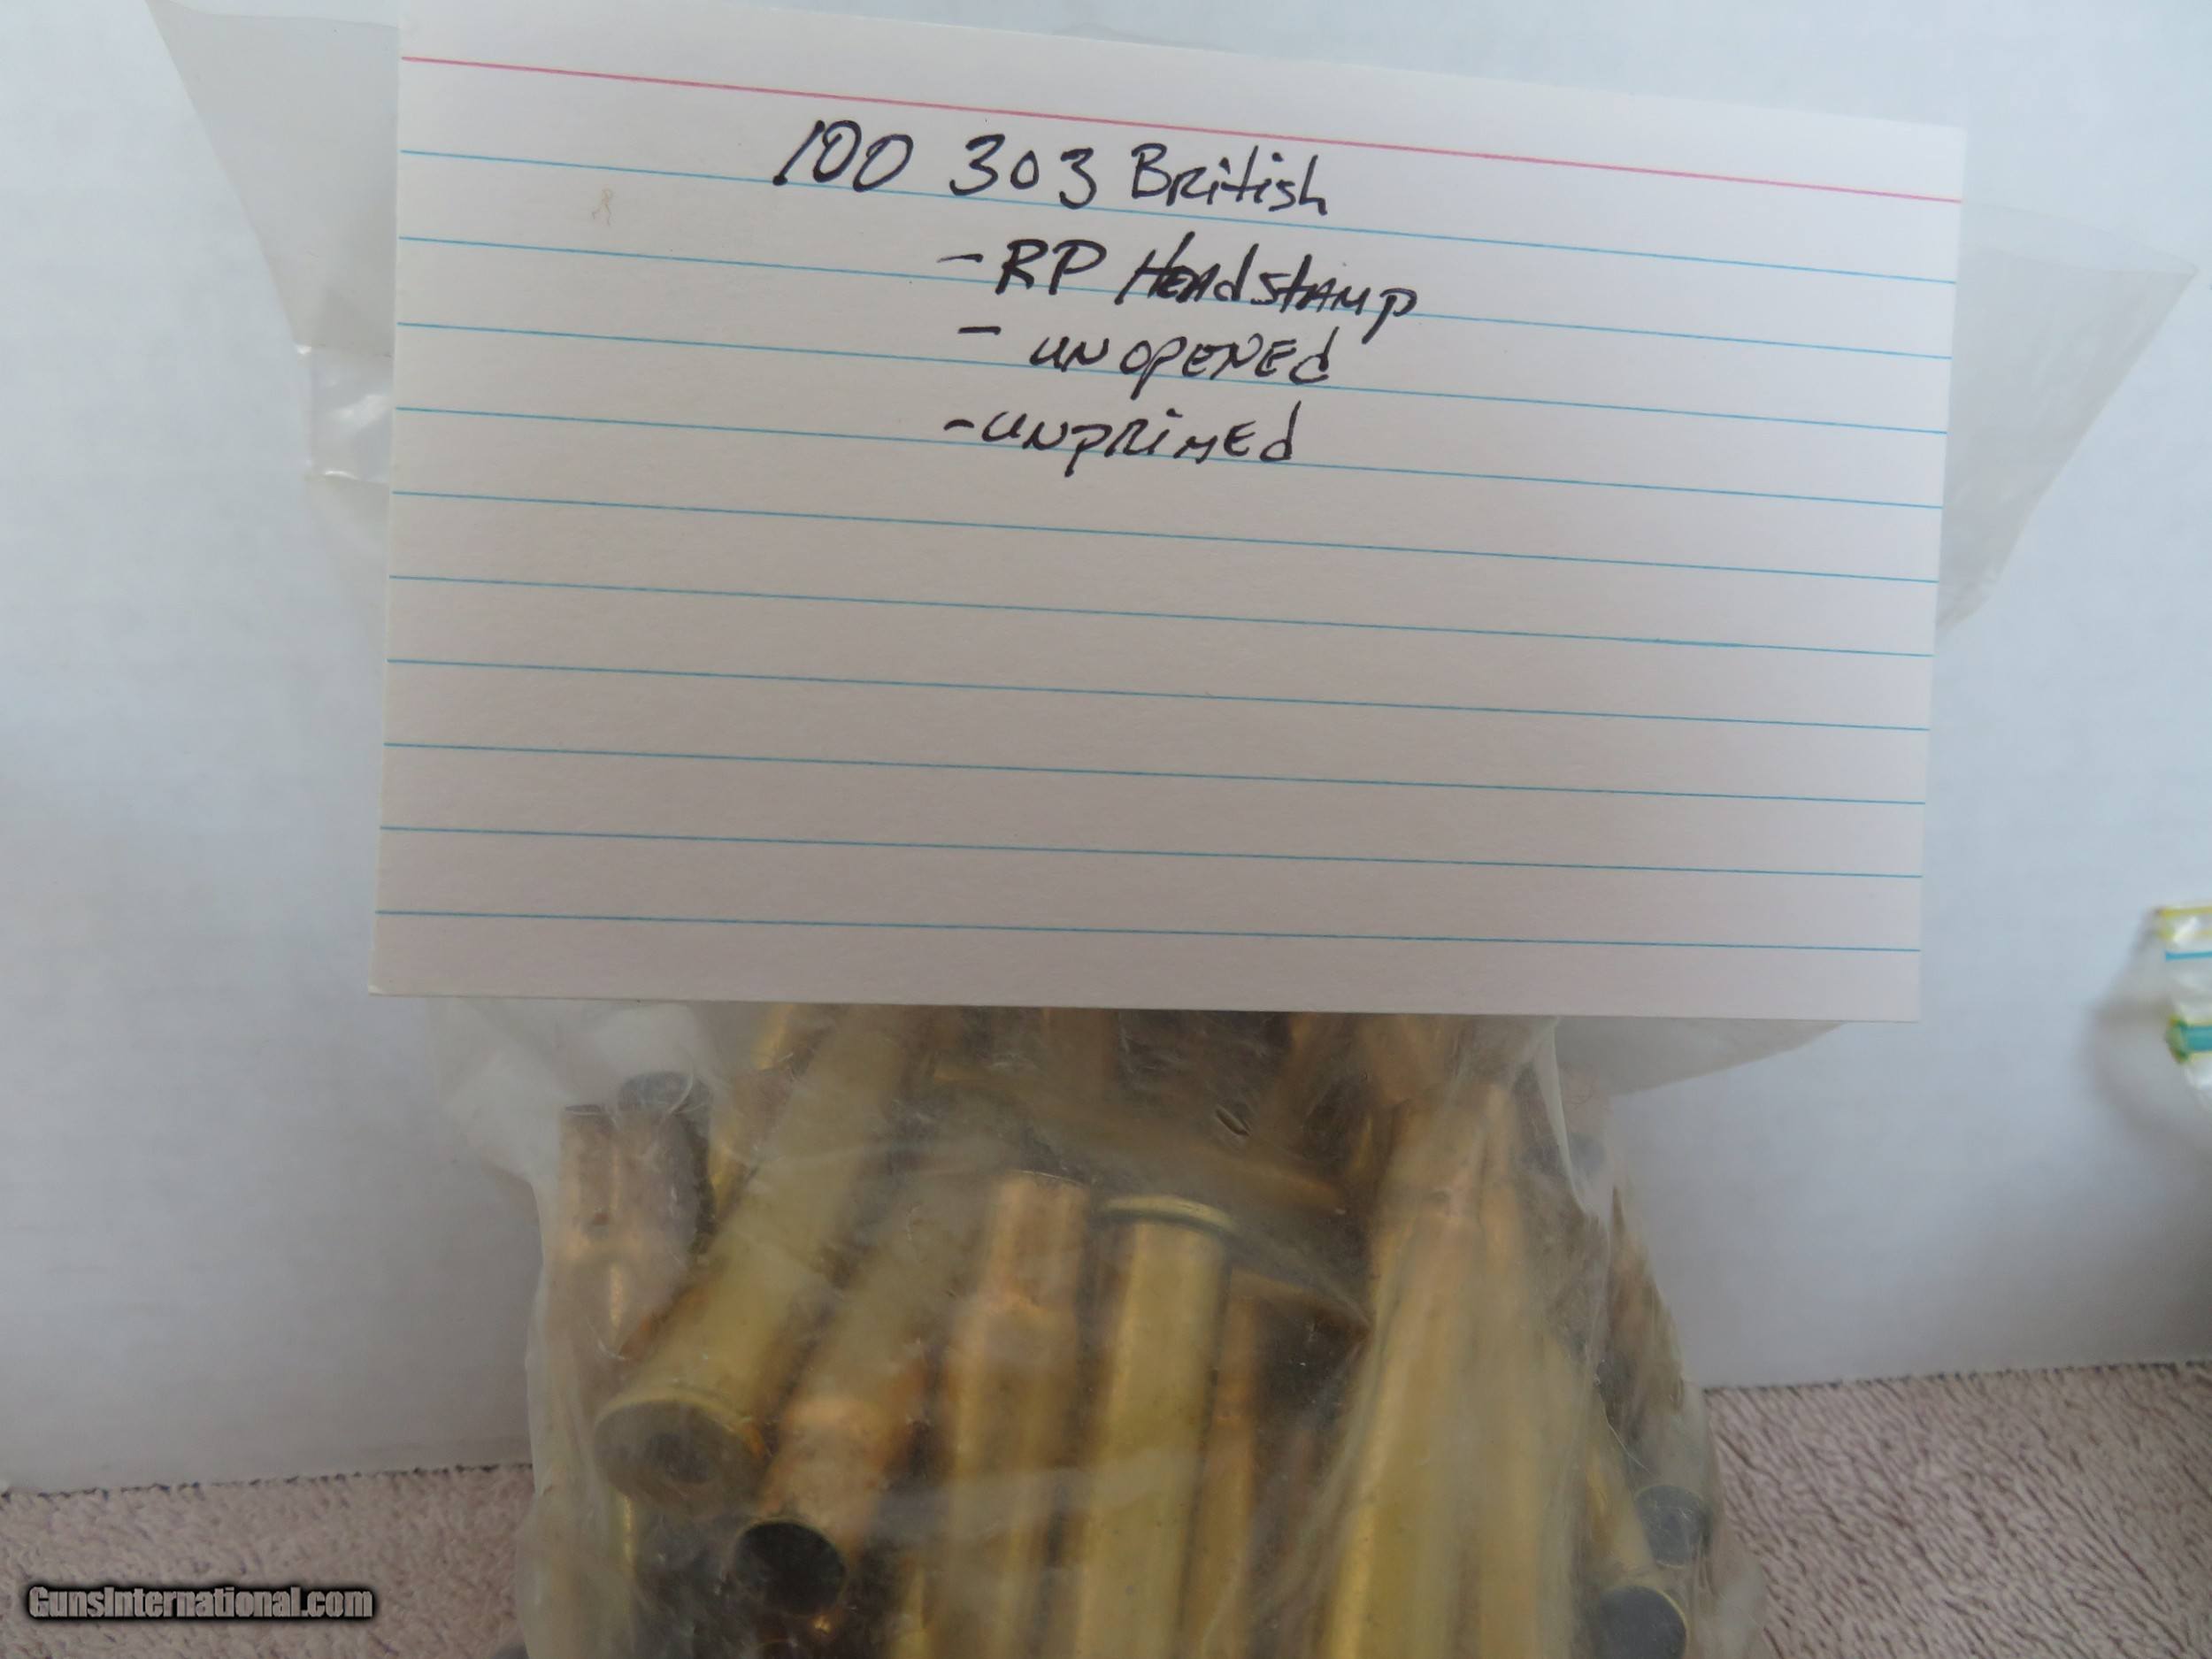 100 303 British
- RP Headstamp
- unopened
- unprimed
GunsInternational.com